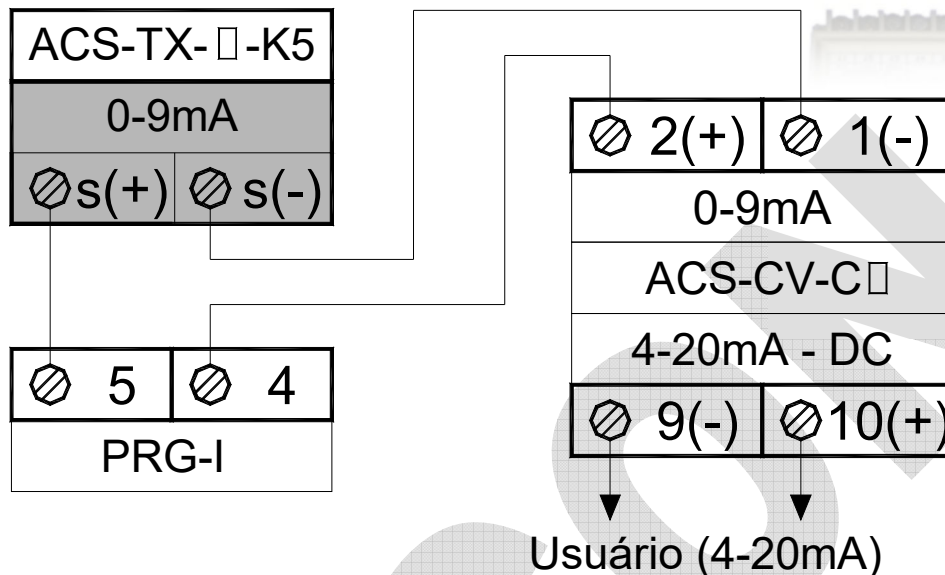 ACS-TX-▯-K5
0-9mA
s(+) s(-)
5 4
PRG-I
2(+) 1(-)
0-9mA
ACS-CV-C▯
4-20mA - DC
9(-) 10(+)
Usuário (4-20mA)